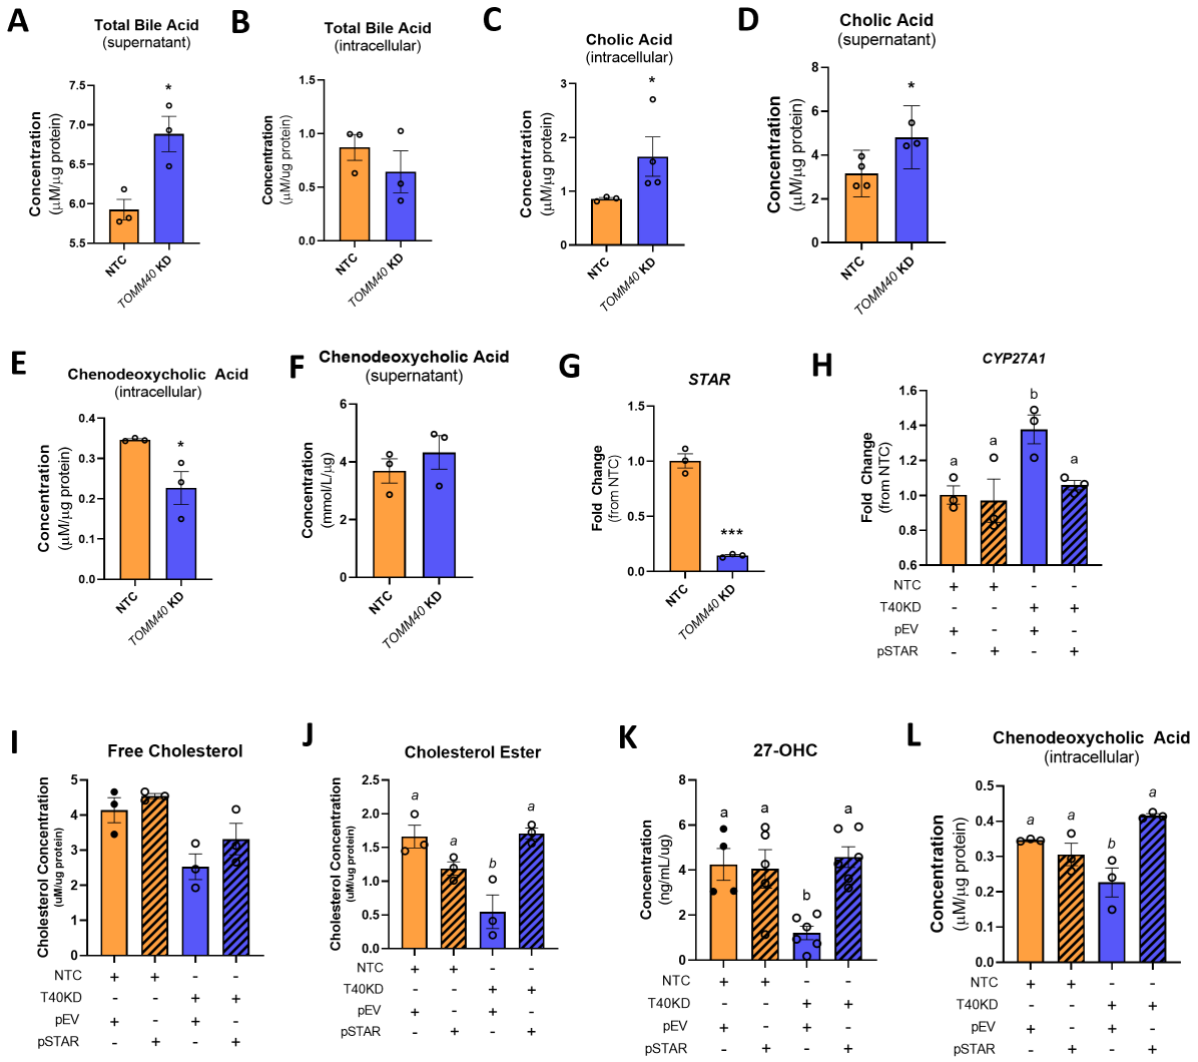 A
Total Bile Acid
(supernatant)
Concentration
(μM/μg protein)
7.5
7.0
6.5
6.0
5.5
*
NTC
TOMM40 KD
B
Total Bile Acid
(intracellular)
Concentration
(μM/ug protein)
1.5
1.0
0.5
0.0
NTC
TOMM40 KD
C
Cholic Acid
(intracellular)
Concentration
(μM/μg protein)
3
2
1
0
*
NTC
TOMM40 KD
D
Cholic Acid
(supernatant)
Concentration
(μM/μg protein)
8
6
4
2
0
*
NTC
TOMM40 KD
E
Chenodeoxycholic Acid
(intracellular)
Concentration
(μM/μg protein)
0.4
0.3
0.2
0.1
0.0
*
NTC
TOMM40 KD
F
Chenodeoxycholic Acid
(supernatant)
Concentration
(mmol/L/μg)
6
4
2
0
NTC
TOMM40 KD
G
STAR
Fold Change
(from NTC)
1.5
1.0
0.5
0.0
***
NTC
TOMM40 KD
H
CYP27A1
Fold Change
(from NTC)
1.6
1.4
1.2
1.0
0.8
0.6
a a b a
NTC + + - -
T40KD - - + +
pEV + - + -
pSTAR - + - +
I
Free Cholesterol
Cholesterol Concentration
(uM/ug protein)
5
4
3
2
1
0
NTC + + - -
T40KD - - + +
pEV + - + -
pSTAR - + - +
J
Cholesterol Ester
Cholesterol Concentration
(uM/ug protein)
2.5
2.0
1.5
1.0
0.5
0.0
a a b a
NTC + + - -
T40KD - - + +
pEV + - + -
pSTAR - + - +
K
27-OHC
Concentration
(ng/mL/ug)
8
6
4
2
0
a a b a
NTC + + - -
T40KD - - + +
pEV + - + -
pSTAR - + - +
L
Chenodeoxycholic Acid
(intracellular)
Concentration
(μM/μg protein)
0.5
0.4
0.3
0.2
0.1
0.0
a a b a
NTC + + - -
T40KD - - + +
pEV + - + -
pSTAR - + - +